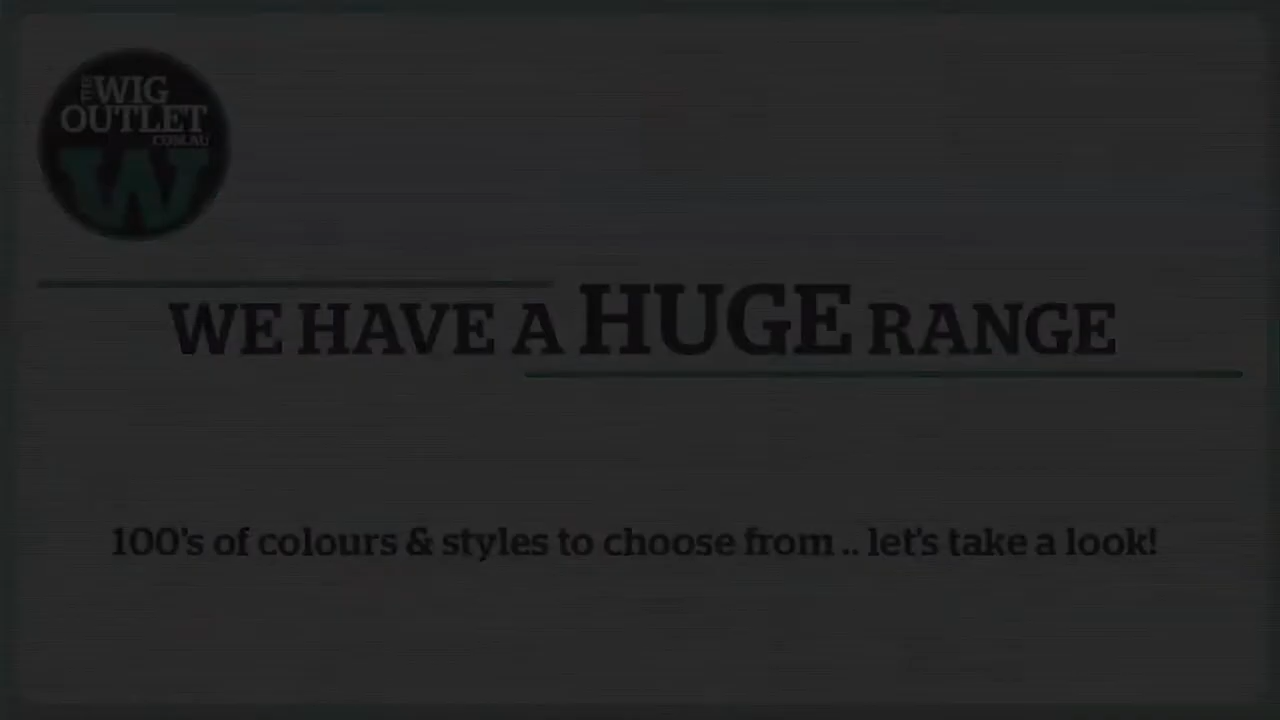 THE WIG
OUTLET
.COM.AU
W
WE HAVE A HUGE RANGE
100's of colours & styles to choose from .. let's take a look!